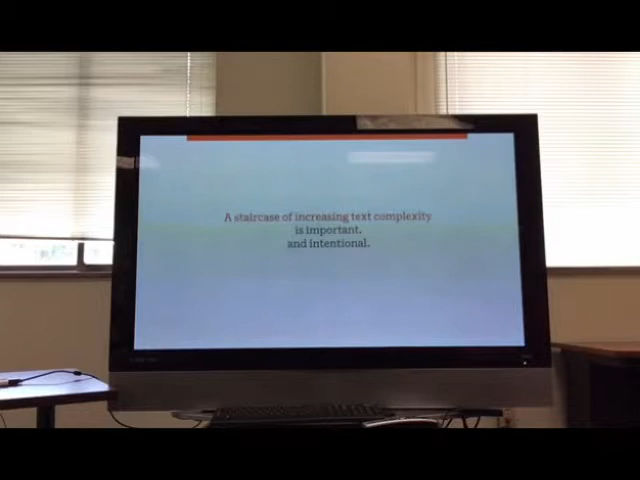 A staircase of increasing text complexity
is important.
and intentional.